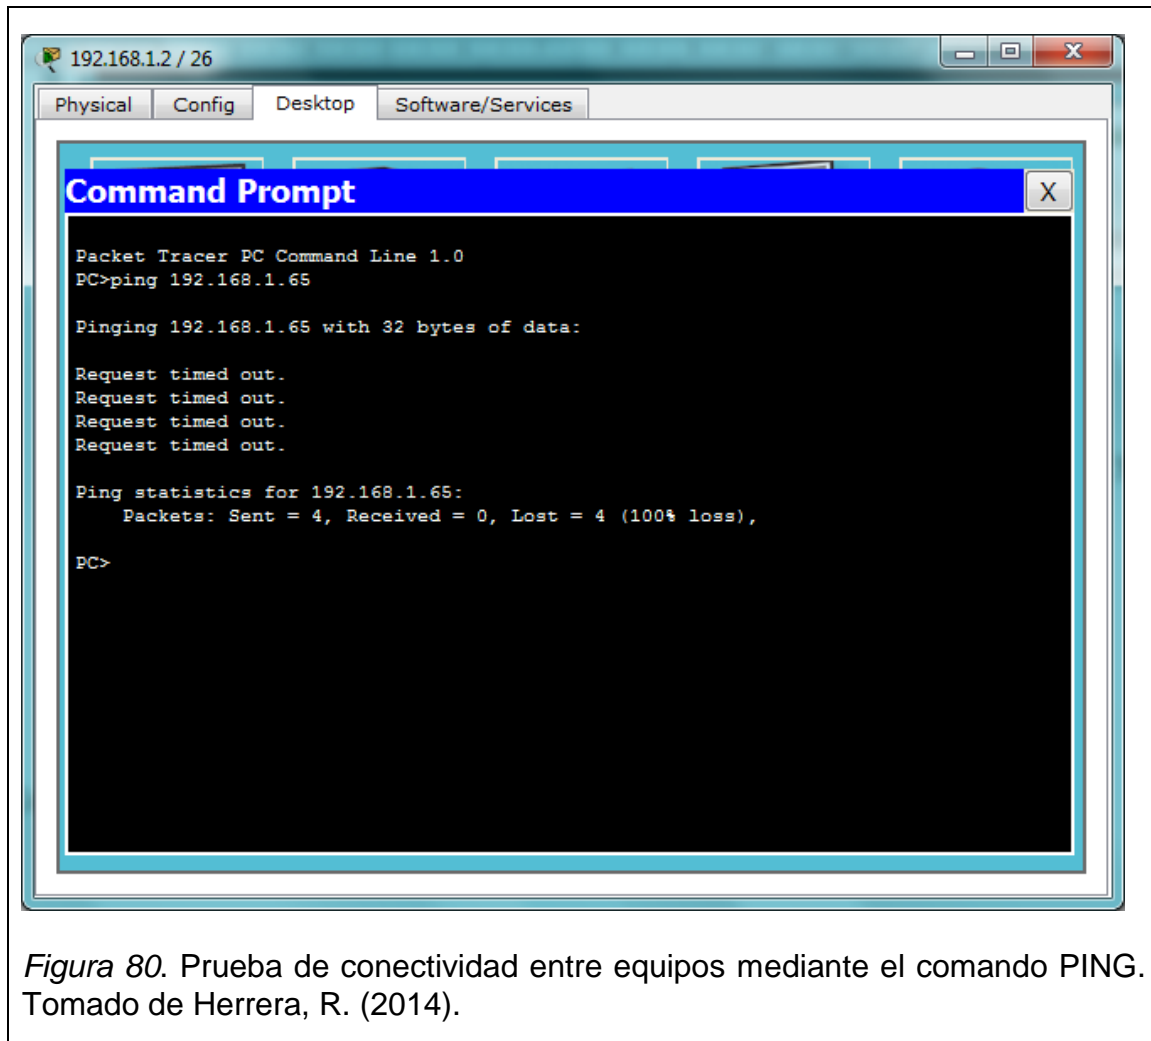 192.168.1.2 / 26
Physical Config Desktop Software/Services
Command Prompt
X
Packet Tracer PC Command Line 1.0
PC>ping 192.168.1.65
Pinging 192.168.1.65 with 32 bytes of data:
Request timed out.
Request timed out.
Request timed out.
Request timed out.
Ping statistics for 192.168.1.65:
Packets: Sent = 4, Received = 0, Lost = 4 (100% loss),
PC>
Figura 80. Prueba de conectividad entre equipos mediante el comando PING.
Tomado de Herrera, R. (2014).